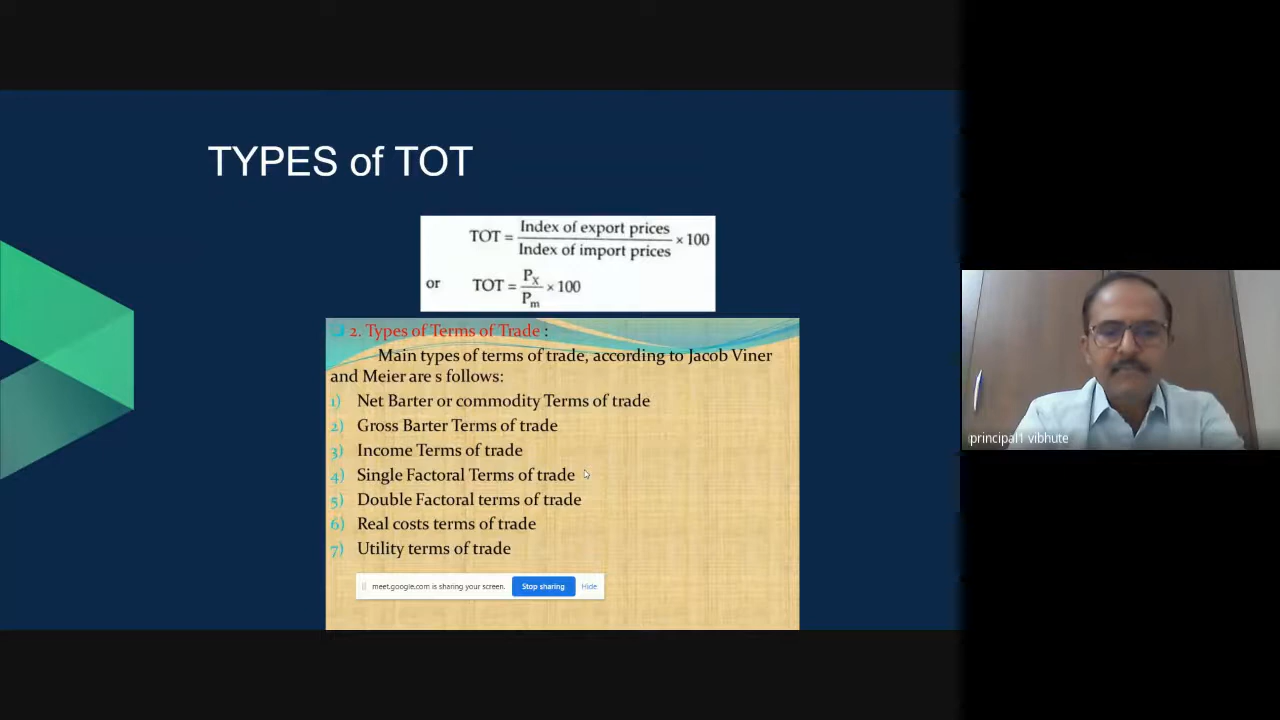 TYPES of TOT
TOT = Index of export prices / Index of import prices × 100
or TOT = Px / Pm × 100
2. Types of Terms of Trade :
Main types of terms of trade, according to Jacob Viner
and Meier are s follows:
1) Net Barter or commodity Terms of trade
2) Gross Barter Terms of trade
3) Income Terms of trade
4) Single Factoral Terms of trade
5) Double Factoral terms of trade
6) Real costs terms of trade
7) Utility terms of trade
meet.google.com is sharing your screen. Stop sharing Hide
principal1 vibhute